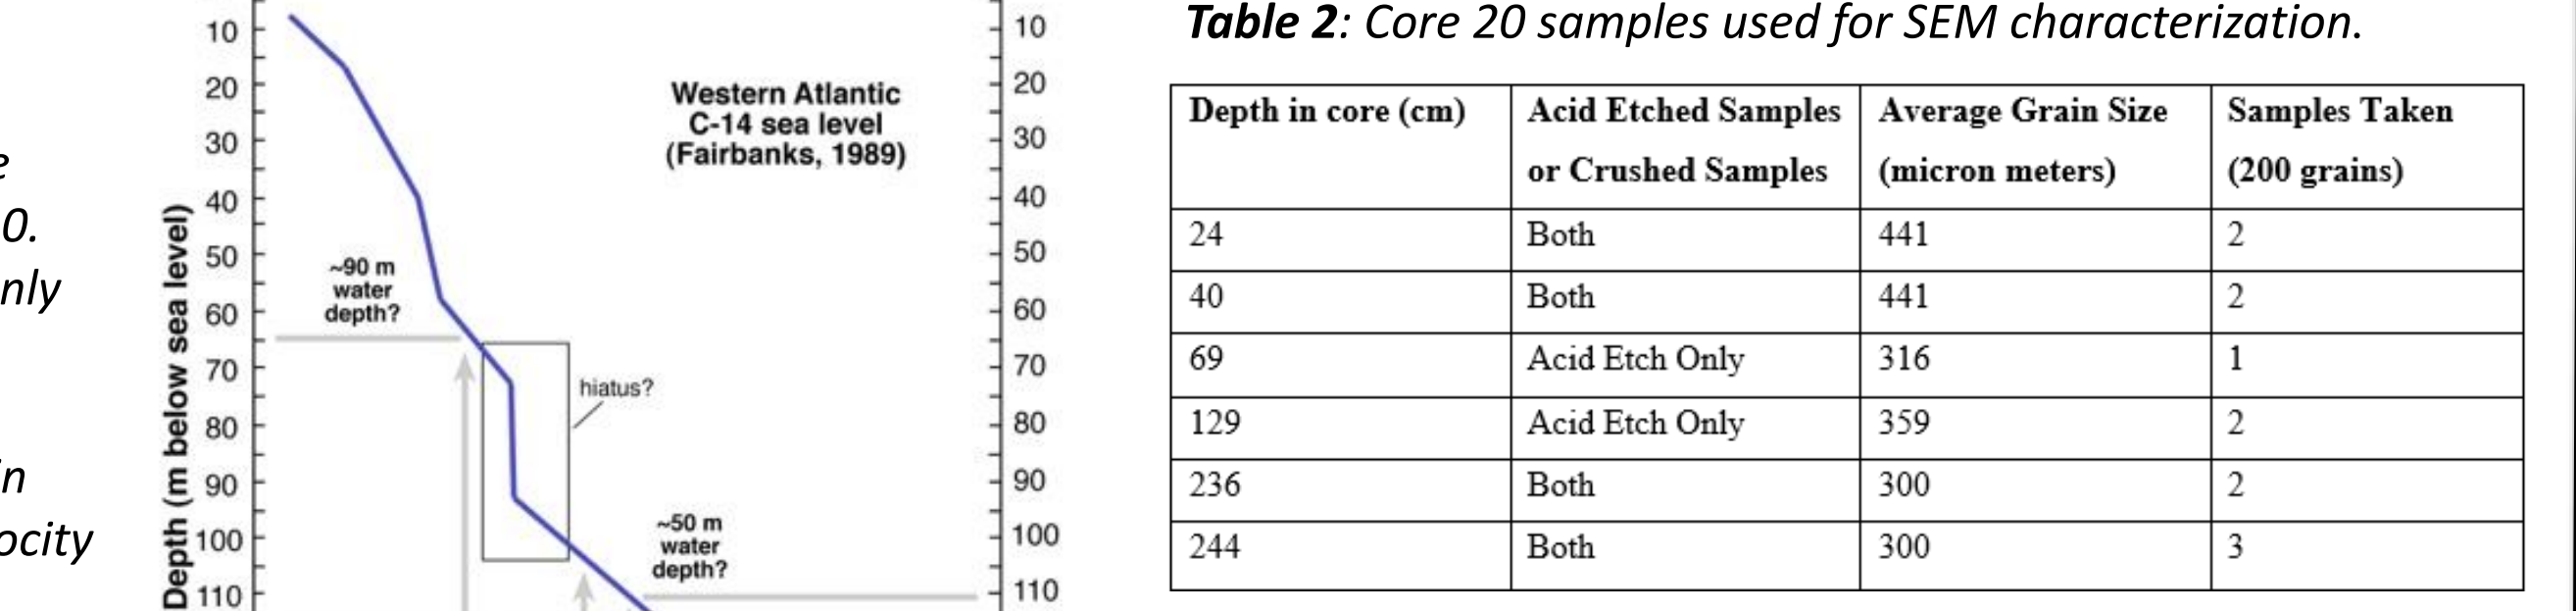 e
0.
nly
in
ocity
Depth (m below sea level)
10
20
30
40
50
60
70
80
90
100
110
Western Atlantic
C-14 sea level
(Fairbanks, 1989)
~90 m
water
depth?
hiatus?
~50 m
water
depth?
10
20
30
40
50
60
70
80
90
100
110
Table 2: Core 20 samples used for SEM characterization.
Depth in core (cm) Acid Etched Samples or Crushed Samples Average Grain Size (micron meters) Samples Taken (200 grains)
24 Both 441 2
40 Both 441 2
69 Acid Etch Only 316 1
129 Acid Etch Only 359 2
236 Both 300 2
244 Both 300 3